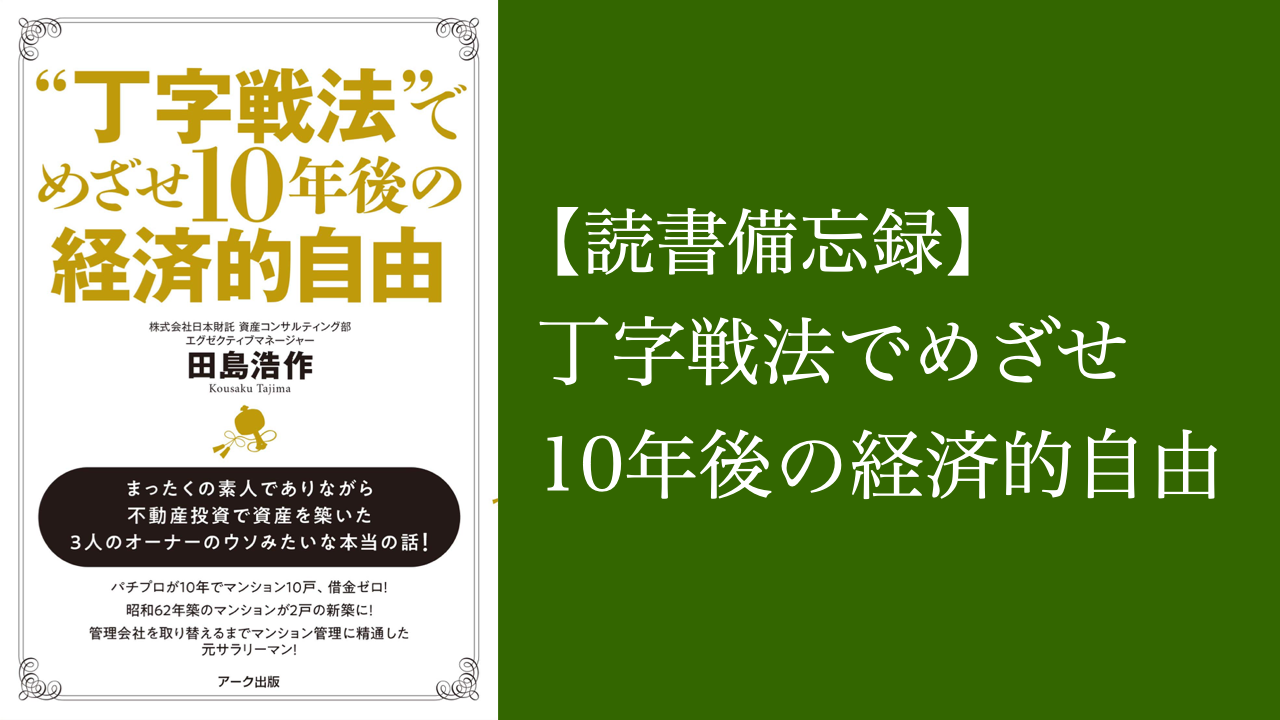 “丁字戦法”で
めざせ10年後の
経済的自由
株式会社日本財託 資産コンサルティング部
エグゼクティブマネージャー
田島浩作
Kousaku Tajima
まったくの素人でありながら
不動産投資で資産を築いた
3人のオーナーのウソみたいな本当の話!
パチプロが10年でマンション10戸、借金ゼロ!
昭和62年築のマンションが2戸の新築に!
管理会社を取り替えるまでマンション管理に精通した
元サラリーマン!
アーク出版
【読書備忘録】
丁字戦法でめざせ
10年後の経済的自由